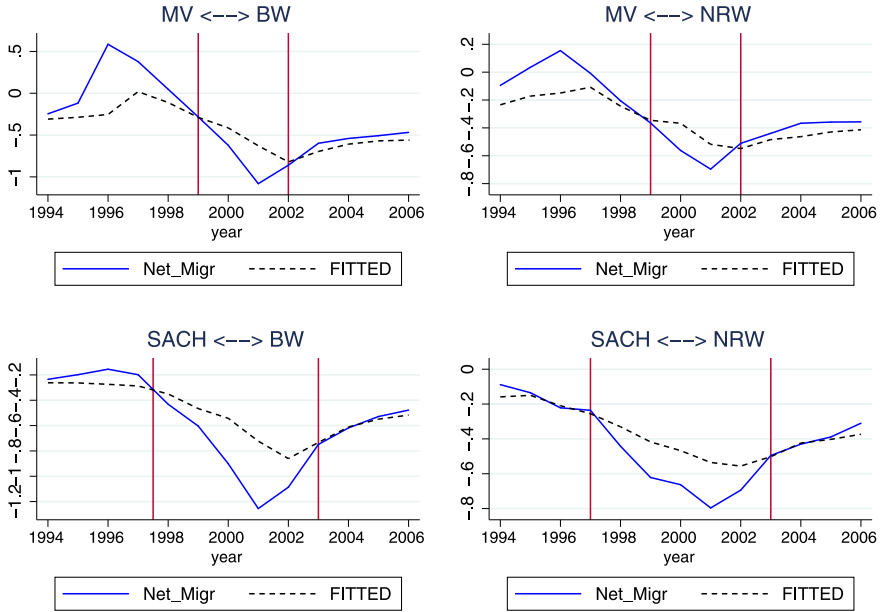 MV <--> BW
.5
0
-.5
-1
1994 1996 1998 2000 2002 2004 2006
year
Net_Migr FITTED
MV <--> NRW
.2
0
-.2
-.4
-.6
-.8
1994 1996 1998 2000 2002 2004 2006
year
Net_Migr FITTED
SACH <--> BW
-1.2-1-.8-.6-.4-.2
1994 1996 1998 2000 2002 2004 2006
year
Net_Migr FITTED
SACH <--> NRW
0
-.2
-.4
-.6
-.8
1994 1996 1998 2000 2002 2004 2006
year
Net_Migr FITTED